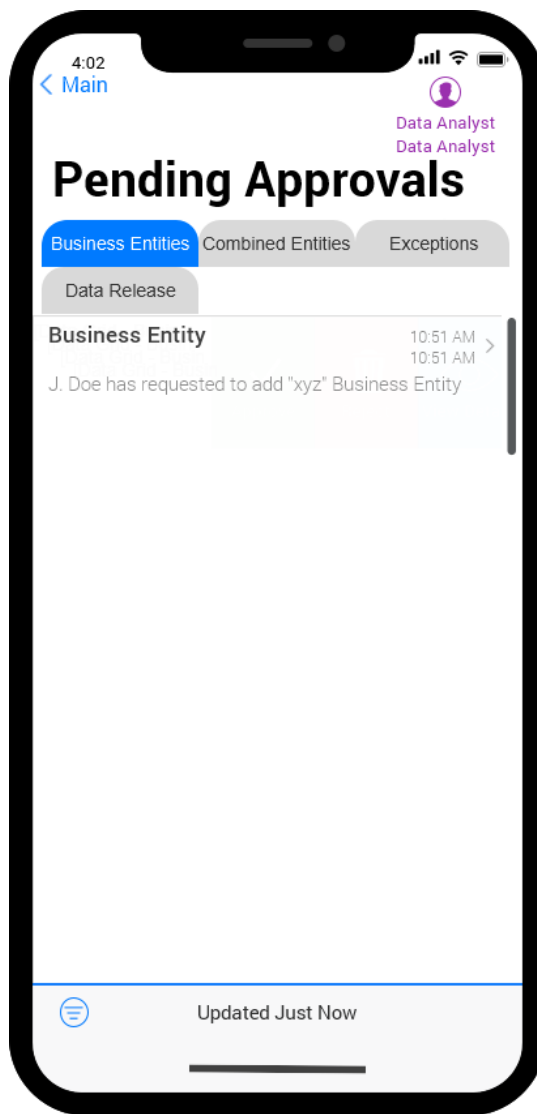 4:02
Main
Data Analyst
Data Analyst
Pending Approvals
Business Entities Combined Entities Exceptions
Data Release
Business Entity 10:51 AM
10:51 AM
J. Doe has requested to add "xyz" Business Entity
Updated Just Now